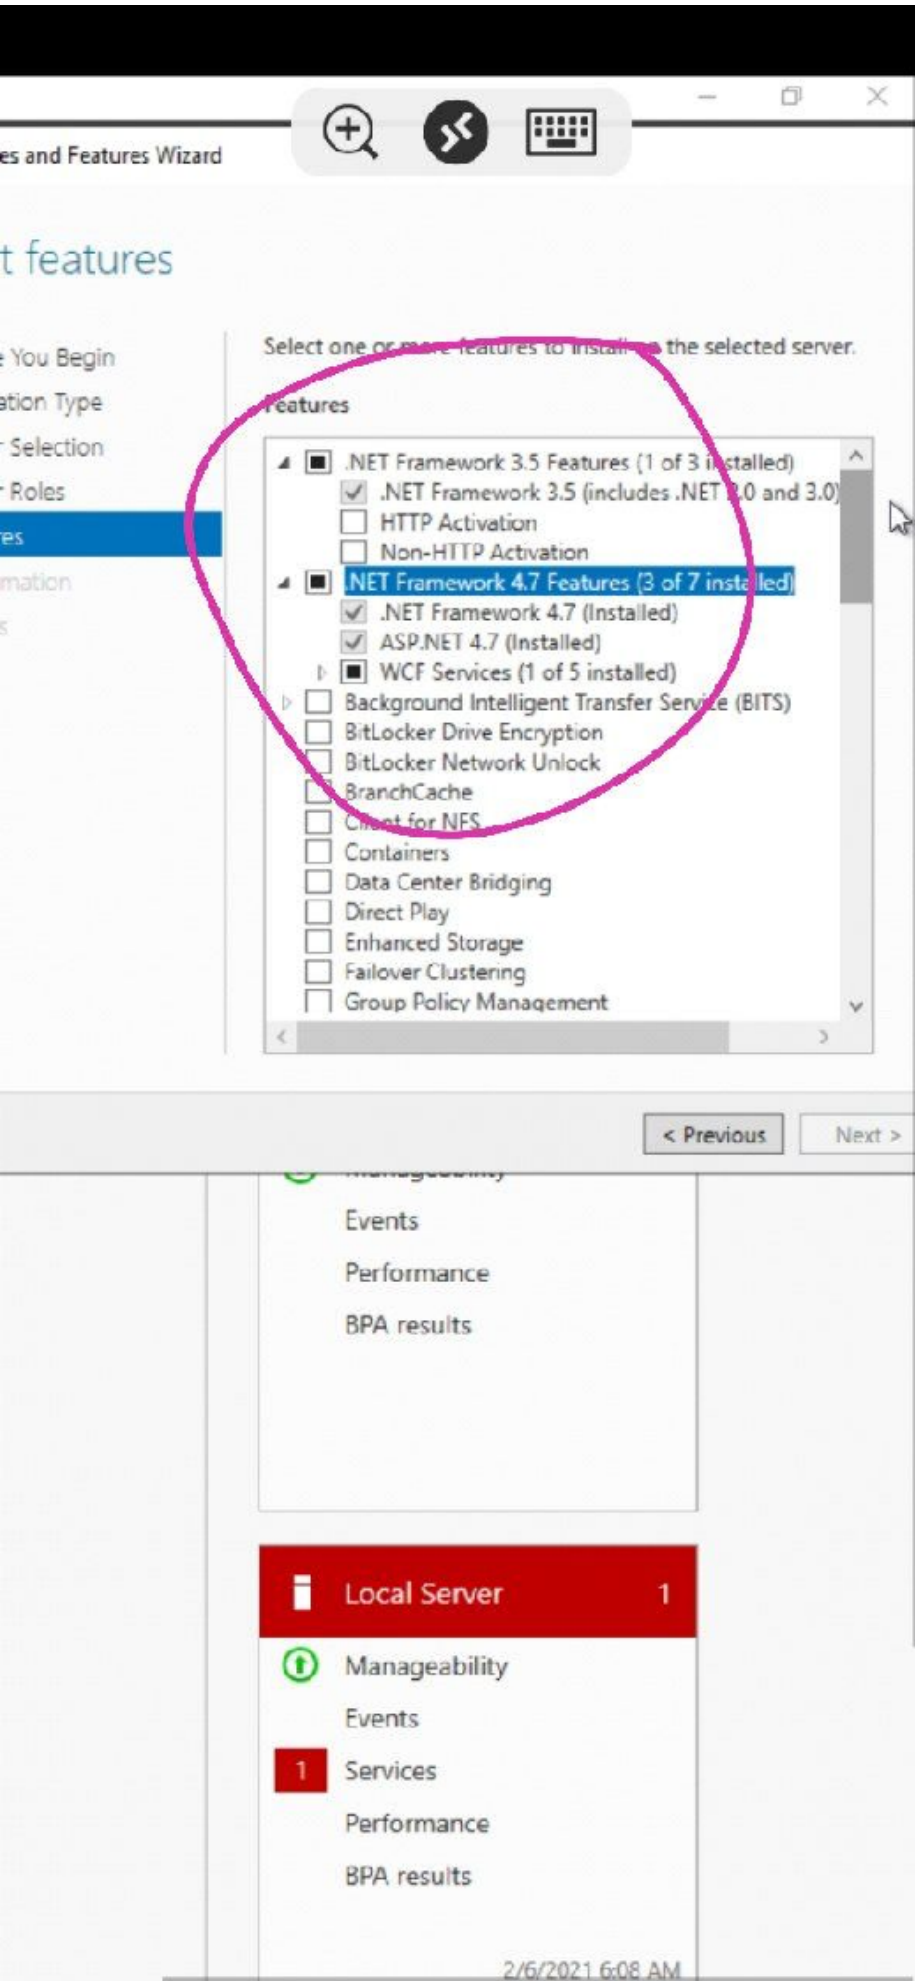 es and Features Wizard
t features
e You Begin
ation Type
r Selection
r Roles
es
mation
s
Select one or more features to install on the selected server.
Features
.NET Framework 3.5 Features (1 of 3 installed)
.NET Framework 3.5 (includes .NET 2.0 and 3.0)
HTTP Activation
Non-HTTP Activation
.NET Framework 4.7 Features (3 of 7 installed)
.NET Framework 4.7 (Installed)
ASP.NET 4.7 (Installed)
WCF Services (1 of 5 installed)
Background Intelligent Transfer Service (BITS)
BitLocker Drive Encryption
BitLocker Network Unlock
BranchCache
Client for NFS
Containers
Data Center Bridging
Direct Play
Enhanced Storage
Failover Clustering
Group Policy Management
< Previous
Next >
Manageability
Events
Performance
BPA results
Local Server 1
Manageability
Events
1 Services
Performance
BPA results
2/6/2021 6:08 AM